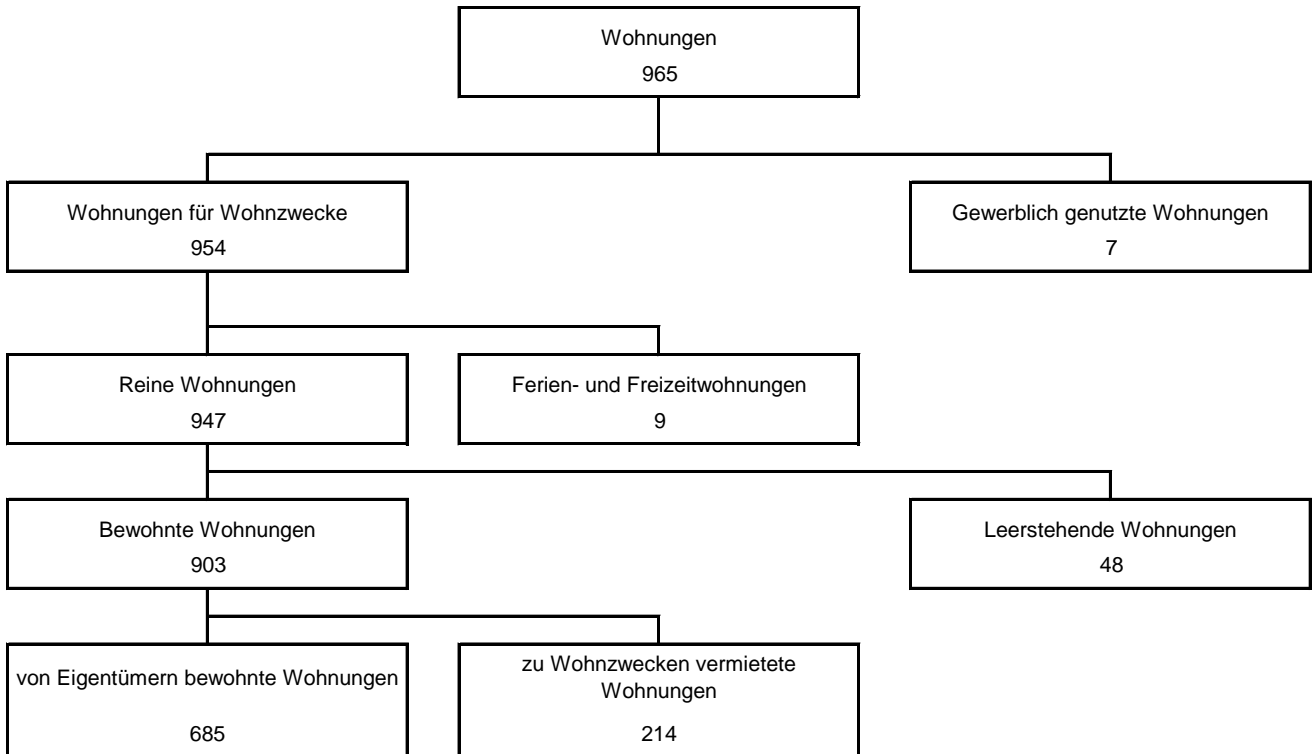 Wohnungen
965
Wohnungen für Wohnzwecke
954
Gewerblich genutzte Wohnungen
7
Reine Wohnungen
947
Ferien- und Freizeitwohnungen
9
Bewohnte Wohnungen
903
Leerstehende Wohnungen
48
von Eigentümern bewohnte Wohnungen
685
zu Wohnzwecken vermietete
Wohnungen
214